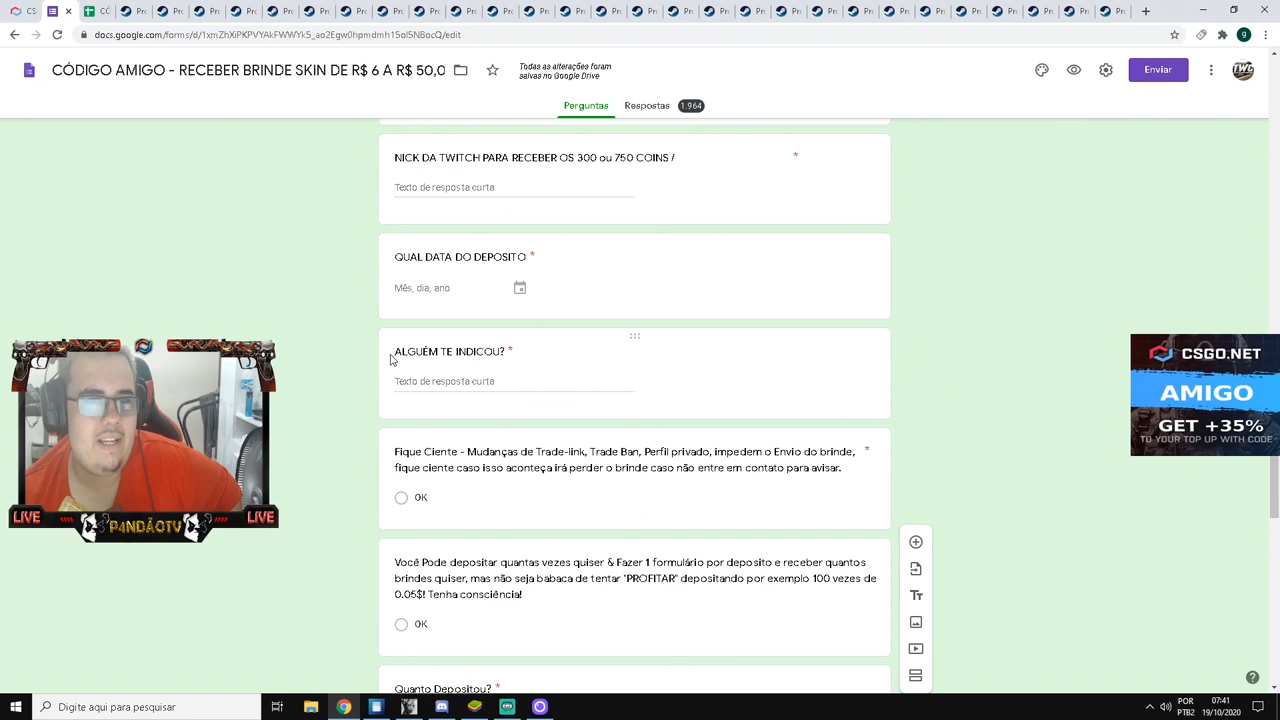 CS
CÓ
Pro
docs.google.com/forms/d/1xmZhXiPKPVYAkFWWYk5_ao2Egw0hpmdmh15ol5NBocQ/edit
g
CÓDIGO AMIGO - RECEBER BRINDE SKIN DE R$ 6 A R$ 50,0
Todas as alterações foram
salvas no Google Drive
Enviar
TWC
Perguntas
Respostas
1.964
NICK DA TWITCH PARA RECEBER OS 300 ou 750 COINS / *
Texto de resposta curta
QUAL DATA DO DEPOSITO *
Mês, dia, ano
ALGUÉM TE INDICOU? *
Texto de resposta curta
Fique Ciente - Mudanças de Trade-link, Trade Ban, Perfil privado, impedem o Envio do brinde, *
fique ciente caso isso aconteça irá perder o brinde caso não entre em contato para avisar.
OK
Você Pode depositar quantas vezes quiser & Fazer 1 formulário por deposito e receber quantos
brindes quiser, mas não seja babaca de tentar "PROFITAR" depositando por exemplo 100 vezes de
0.05$! Tenha consciência!
OK
Quanto Depositou? *
LIVE
P4NDÃOTV
LIVE
CSGO.NET
AMIGO
GET +35%
TO YOUR TOP UP WITH CODE
Digite aqui para pesquisar
POR
PTB2
07:41
19/10/2020